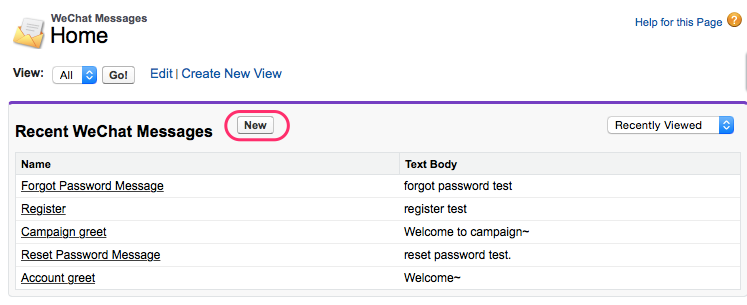 WeChat Messages
Home
Help for this Page ?
View: All Go! Edit | Create New View
Recent WeChat Messages New Recently Viewed
Name Text Body
Forgot Password Message forgot password test
Register register test
Campaign greet Welcome to campaign~
Reset Password Message reset password test.
Account greet Welcome~